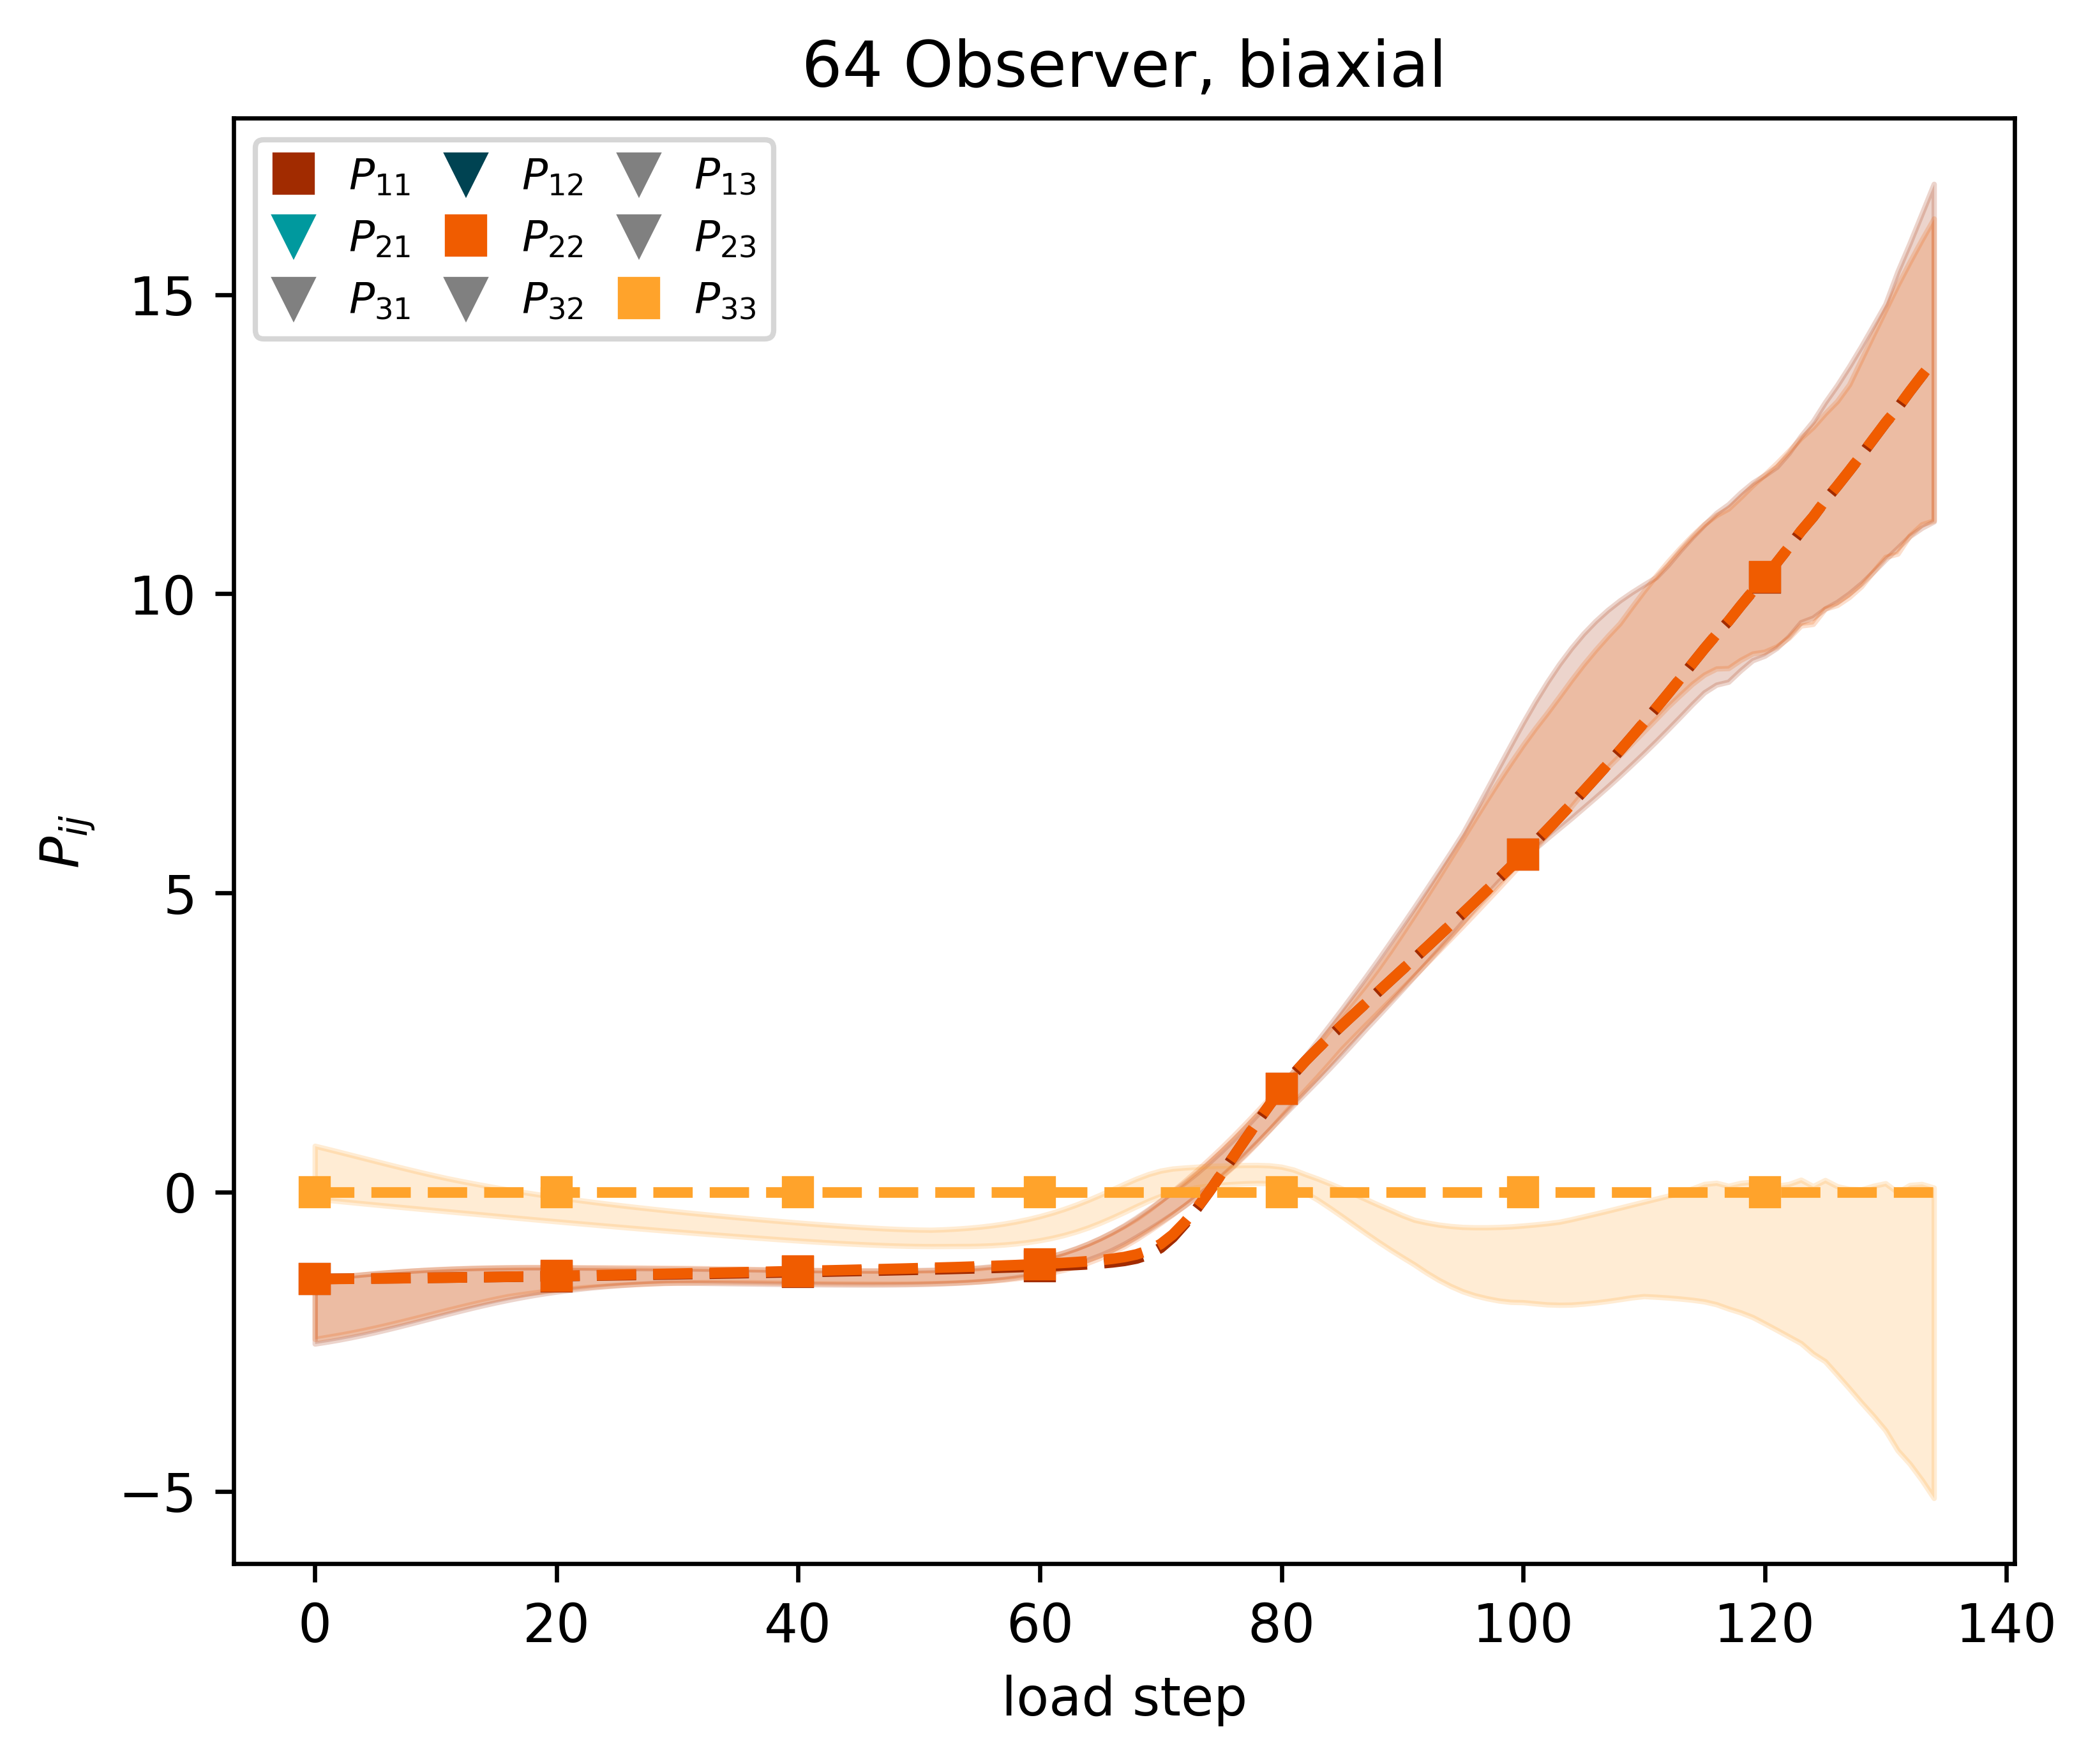 64 Observer, biaxial
P11 P12 P13
P21 P22 P23
P31 P32 P33
15
10
5
0
−5
Pij
0 20 40 60 80 100 120 140
load step